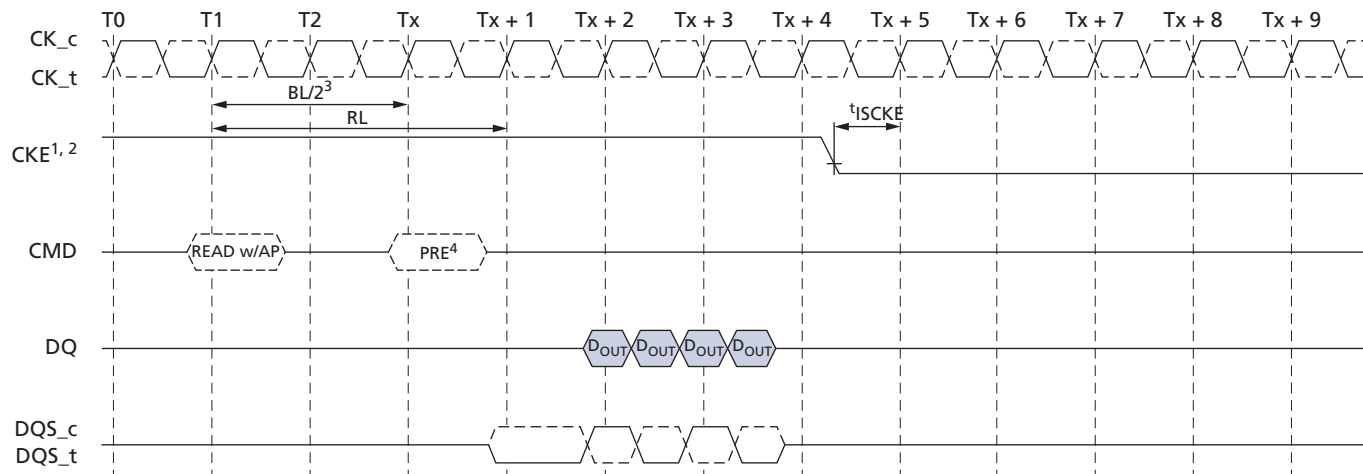 T0 T1 T2 Tx Tx + 1 Tx + 2 Tx + 3 Tx + 4 Tx + 5 Tx + 6 Tx + 7 Tx + 8 Tx + 9
CK_c
CK_t
BL/2³
RL
tISCKE
CKE1, 2
CMD
READ w/AP
PRE⁴
DQ
DOUT DOUT DOUT DOUT
DQS_c
DQS_t